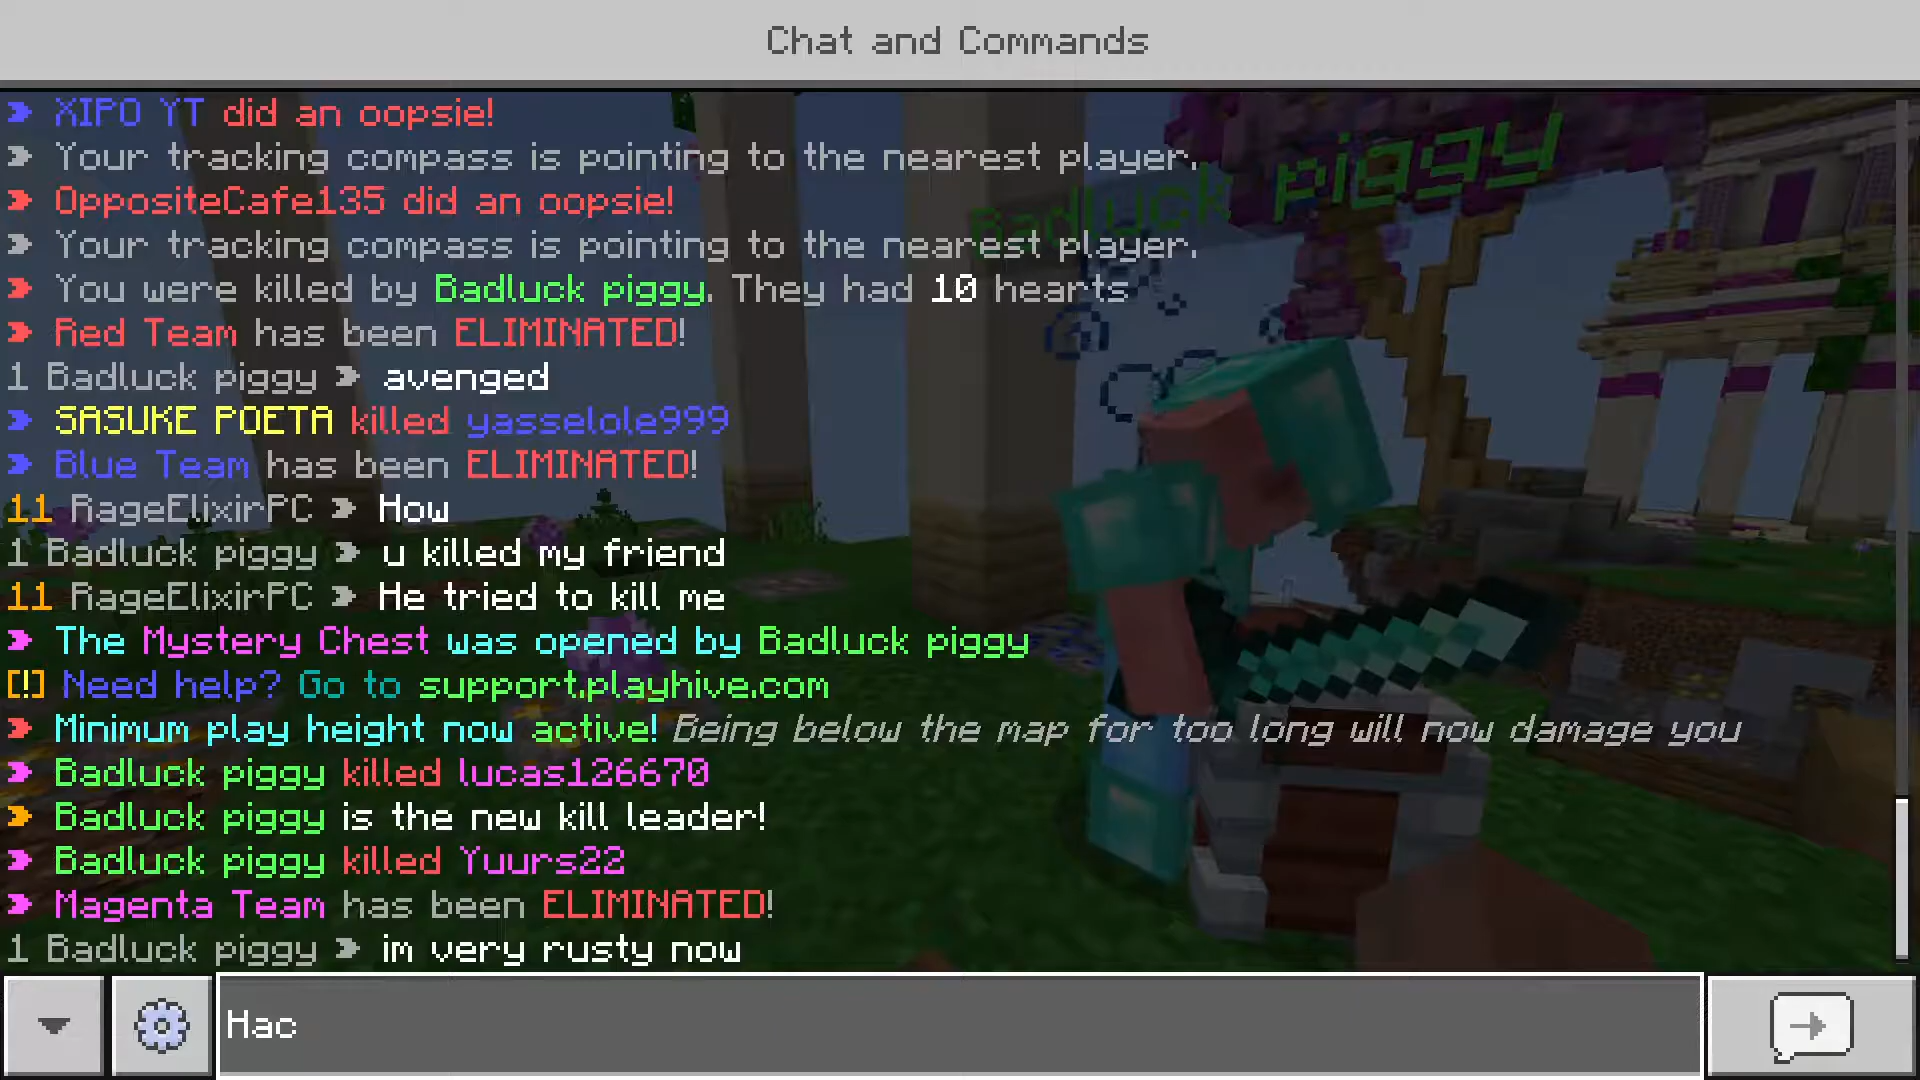 Chat and Commands
XIPO YT did an oopsie!
Your tracking compass is pointing to the nearest player.
OppositeCafe135 did an oopsie!
Your tracking compass is pointing to the nearest player.
You were killed by Badluck piggy. They had 10 hearts
Red Team has been ELIMINATED!
1 Badluck piggy avenged
SASUKE POETA killed yasselole999
Blue Team has been ELIMINATED!
11 RageElixirPC How
1 Badluck piggy u killed my friend
11 RageElixirPC He tried to kill me
The Mystery Chest was opened by Badluck piggy
[!] Need help? Go to support.playhive.com
Minimum play height now active! Being below the map for too long will now damage you
Badluck piggy killed lucas126670
Badluck piggy is the new kill leader!
Badluck piggy killed Yuurs22
Magenta Team has been ELIMINATED!
1 Badluck piggy im very rusty now
Hac
Badluck piggy